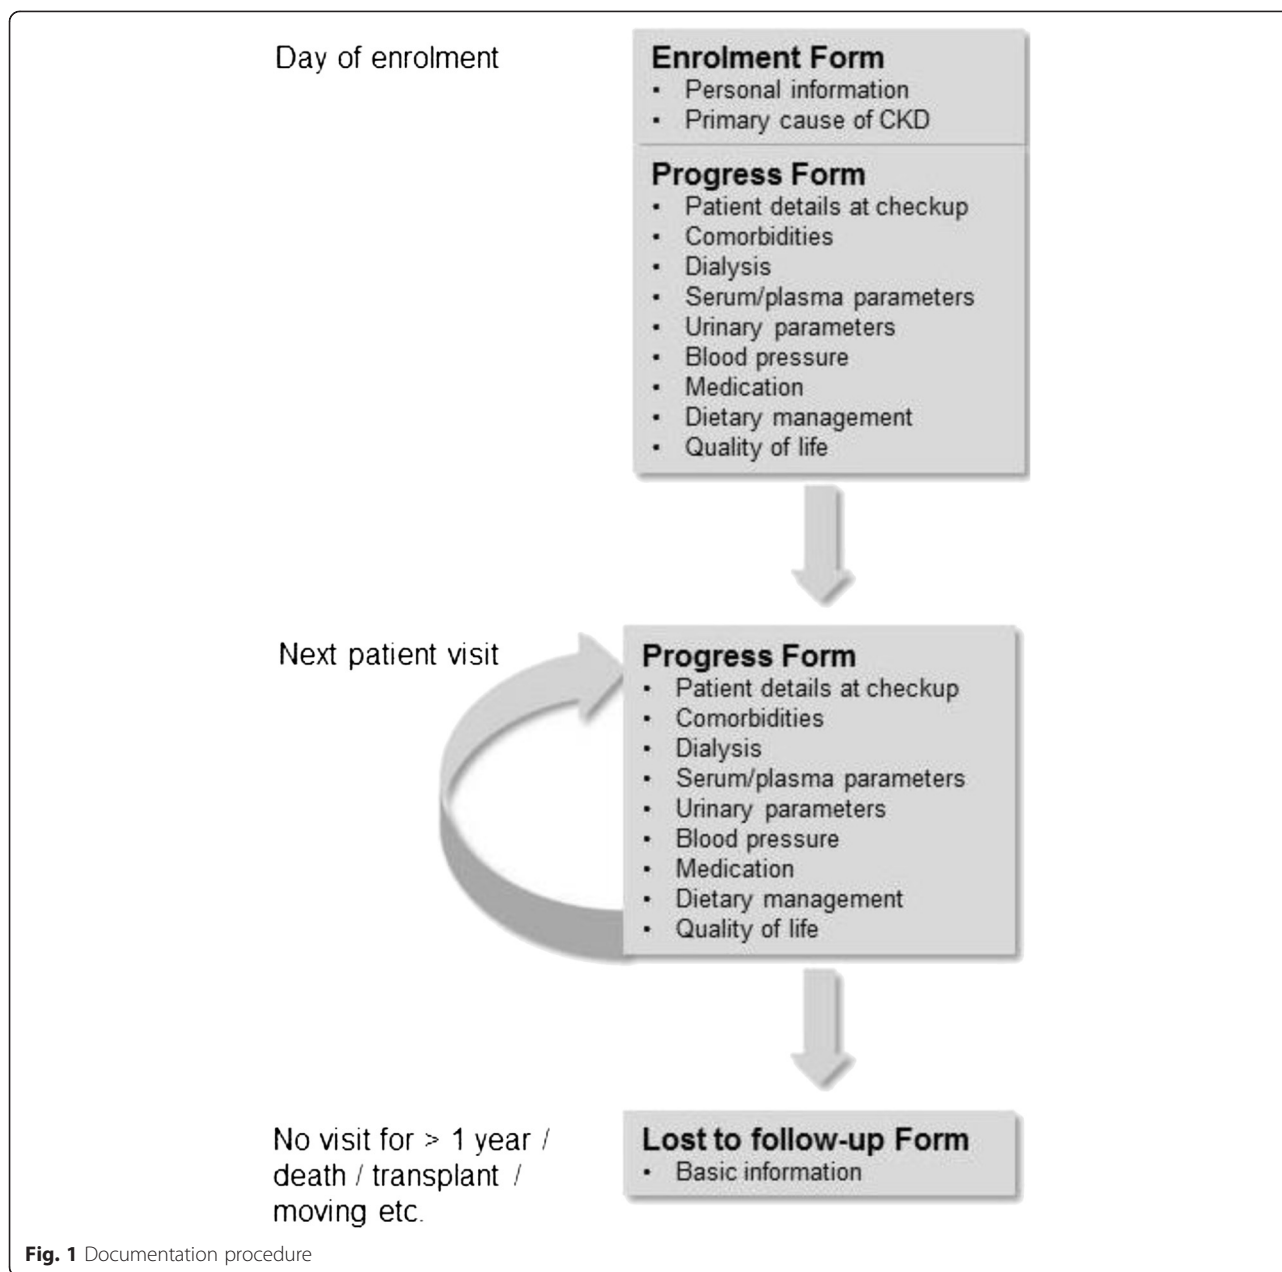 Day of enrolment
Enrolment Form
• Personal information
• Primary cause of CKD
Progress Form
• Patient details at checkup
• Comorbidities
• Dialysis
• Serum/plasma parameters
• Urinary parameters
• Blood pressure
• Medication
• Dietary management
• Quality of life
Next patient visit
Progress Form
• Patient details at checkup
• Comorbidities
• Dialysis
• Serum/plasma parameters
• Urinary parameters
• Blood pressure
• Medication
• Dietary management
• Quality of life
No visit for > 1 year /
death / transplant /
moving etc.
Lost to follow-up Form
• Basic information
Fig. 1 Documentation procedure